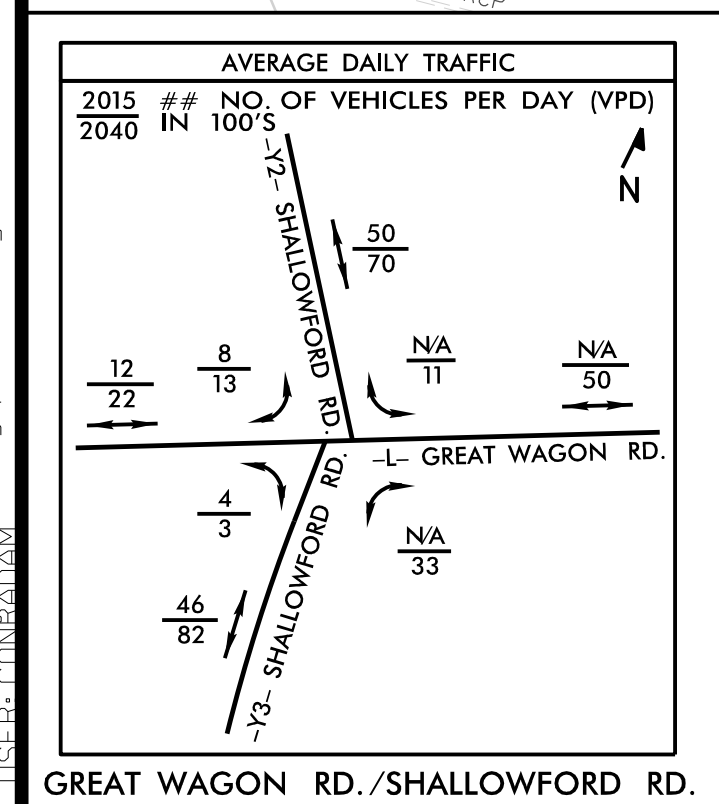 AVERAGE DAILY TRAFFIC
2015 ## NO. OF VEHICLES PER DAY (VPD)
2040 IN 100'S
N
-Y2- SHALLOWFORD RD.
50
70
N/A
11
8
13
12
22
N/A
50
-L- GREAT WAGON RD.
4
3
N/A
33
46
82
-Y3- SHALLOWFORD RD.
GREAT WAGON RD./SHALLOWFORD RD.
USER: CONRADAM